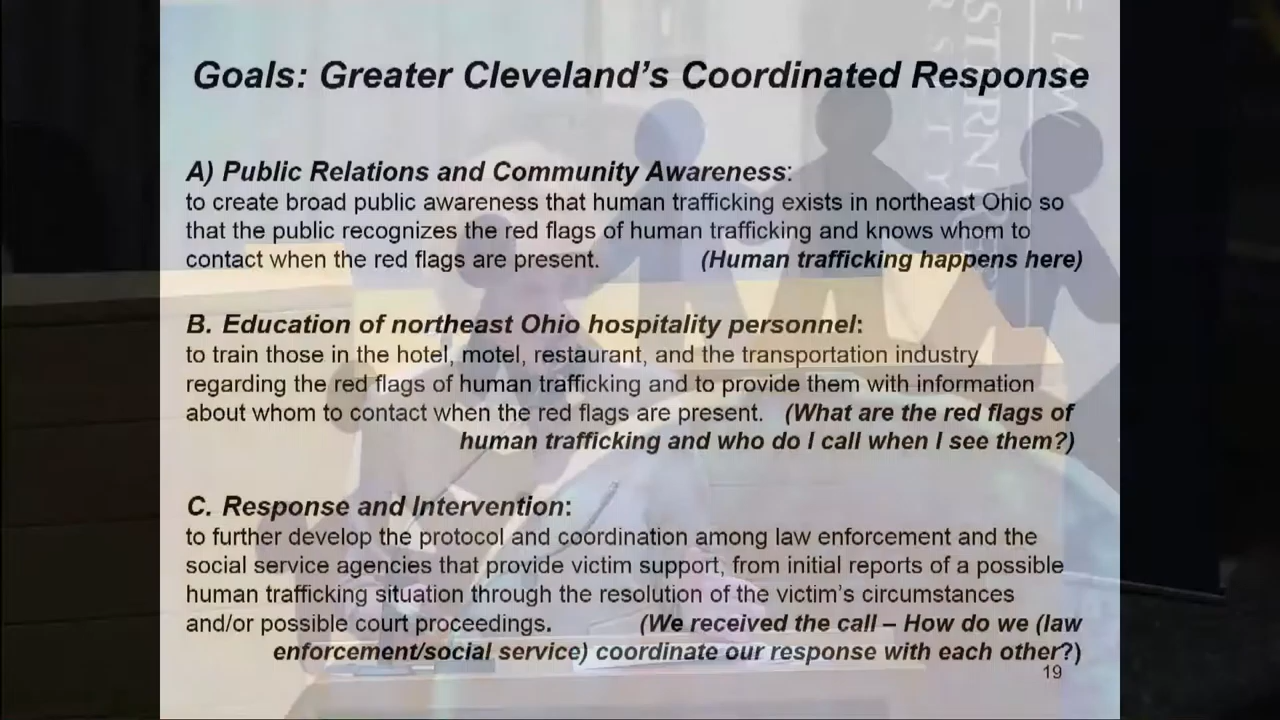 Goals: Greater Cleveland's Coordinated Response
A) Public Relations and Community Awareness:
to create broad public awareness that human trafficking exists in northeast Ohio so
that the public recognizes the red flags of human trafficking and knows whom to
contact when the red flags are present. (Human trafficking happens here)
B. Education of northeast Ohio hospitality personnel:
to train those in the hotel, motel, restaurant, and the transportation industry
regarding the red flags of human trafficking and to provide them with information
about whom to contact when the red flags are present. (What are the red flags of
human trafficking and who do I call when I see them?)
C. Response and Intervention:
to further develop the protocol and coordination among law enforcement and the
social service agencies that provide victim support, from initial reports of a possible
human trafficking situation through the resolution of the victim's circumstances
and/or possible court proceedings. (We received the call – How do we (law
enforcement/social service) coordinate our response with each other?)
19
LAW